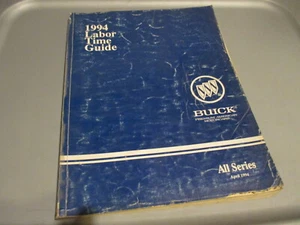 1994
Labor
Time
Guide
BUICK
All Series
April 1994